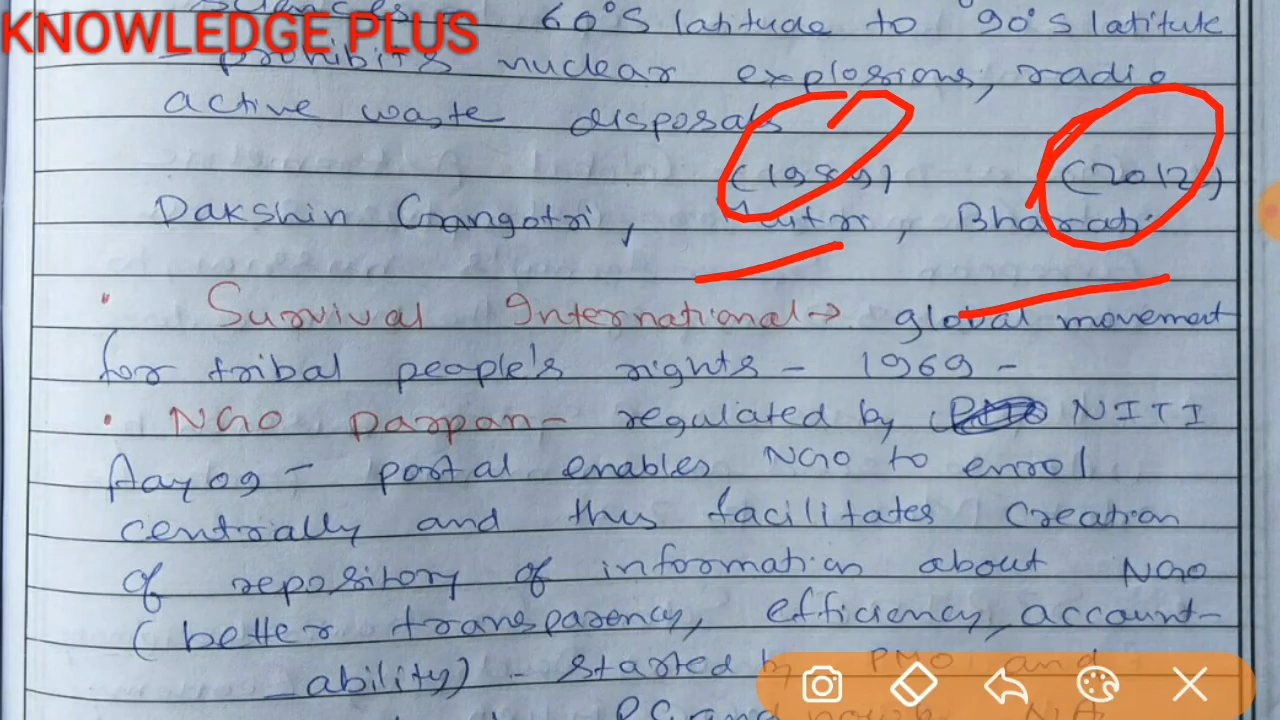 KNOWLEDGE PLUS
60°S latitude to 90°S latitute
- prohibits nuclear explosions, radio
active waste disposals
(1989) (2012)
Dakshin Gangotri, Maitri, Bharati
• Survival International → global movement
for tribal people's rights - 1969 -
• NGO Darpan - regulated by NITI
Aayog - portal enables NGO to enrol
centrally and thus facilitates creation
of repository of information about NGO
(better transparency, efficiency, account-
-ability) - started by PMO and